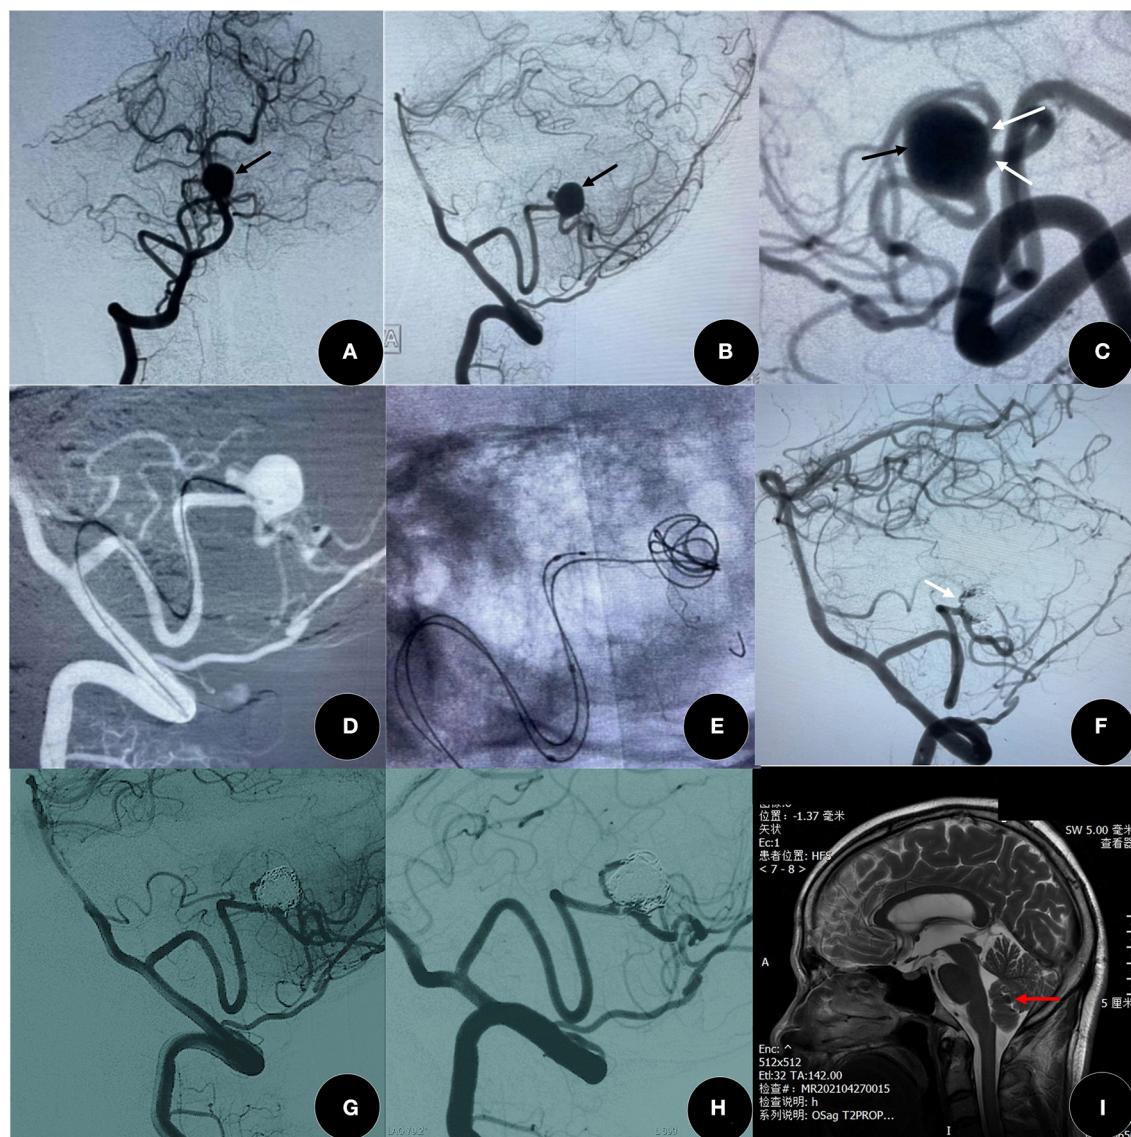 A
B
A
C
D
E
F
G
H
位置：-1.37 毫米
矢状
Ec:1
患者位置: HFS
< 7 - 8 >
SW 5.00 毫米
查看器
A
5 厘米
Enc: ^
512x512
Etl:32 TA:142.00
检查#：MR202104270015
检查说明: h
系列说明: OSag T2PROP...
I
I